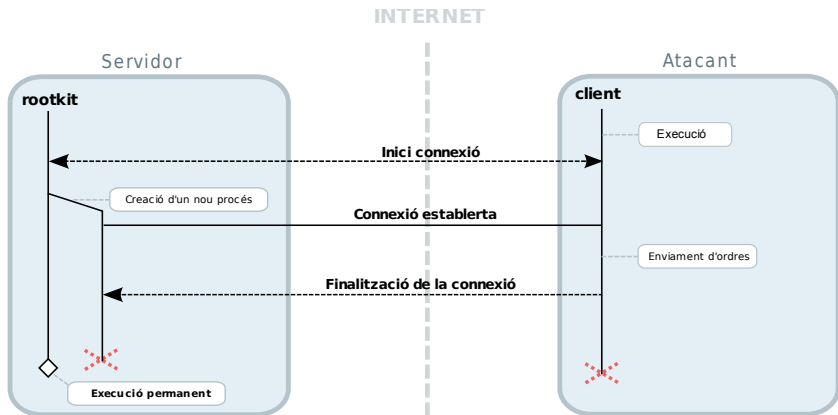 INTERNET
Servidor
Atacant
rootkit
client
Execució
Inici connexió
Creació d'un nou procés
Connexió establerta
Enviament d'ordres
Finalització de la connexió
Execució permanent